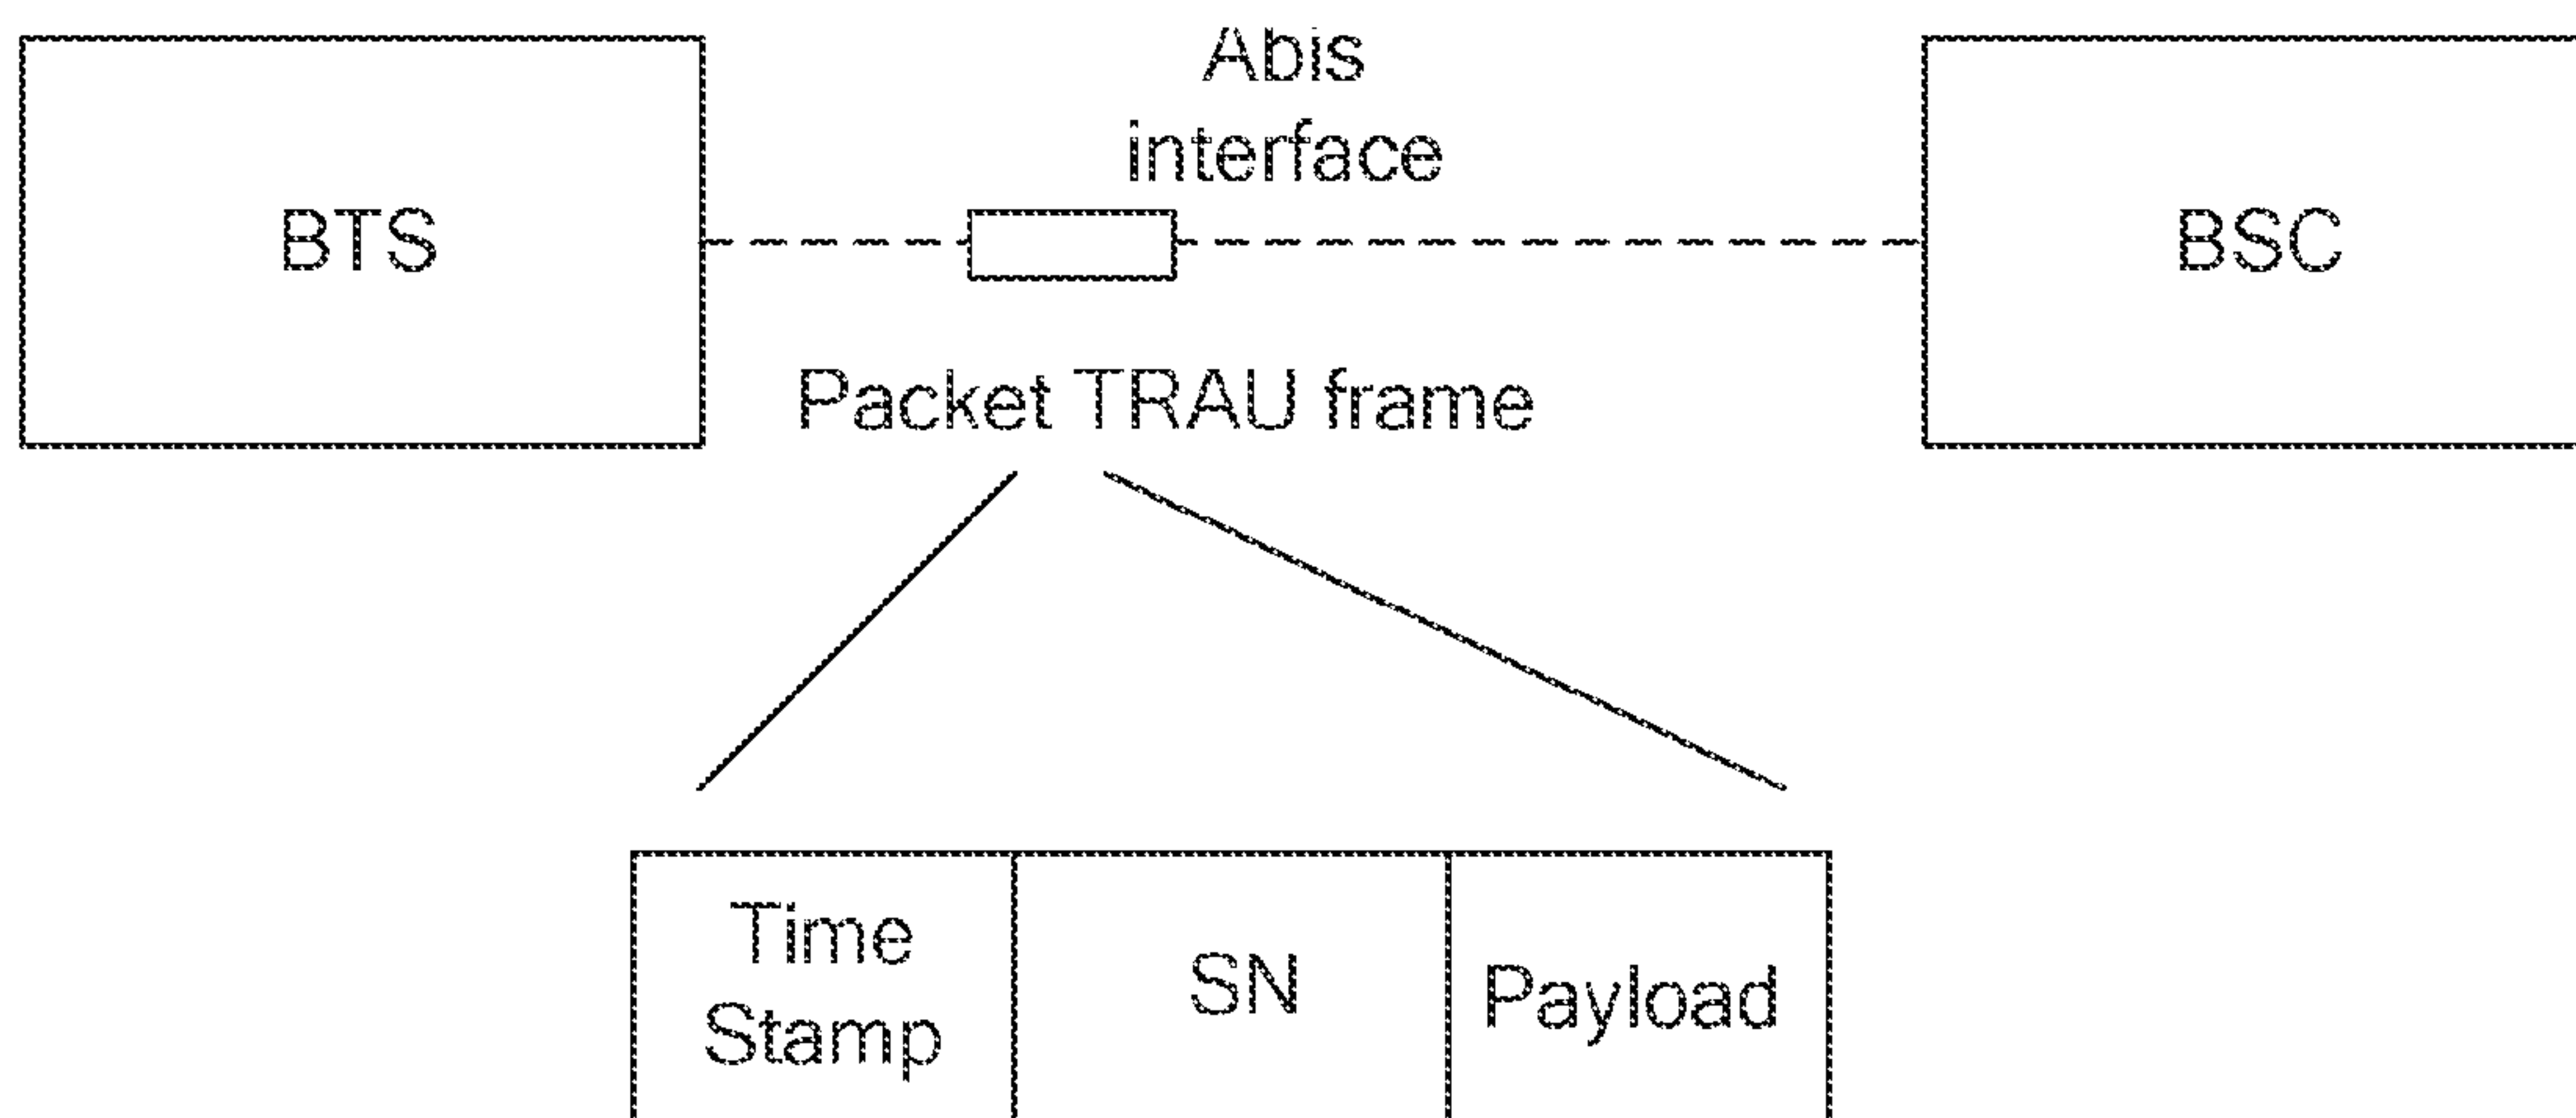 Abis
interface
BTS
BSC
Packet TRAU frame
Time
Stamp
SN
Payload